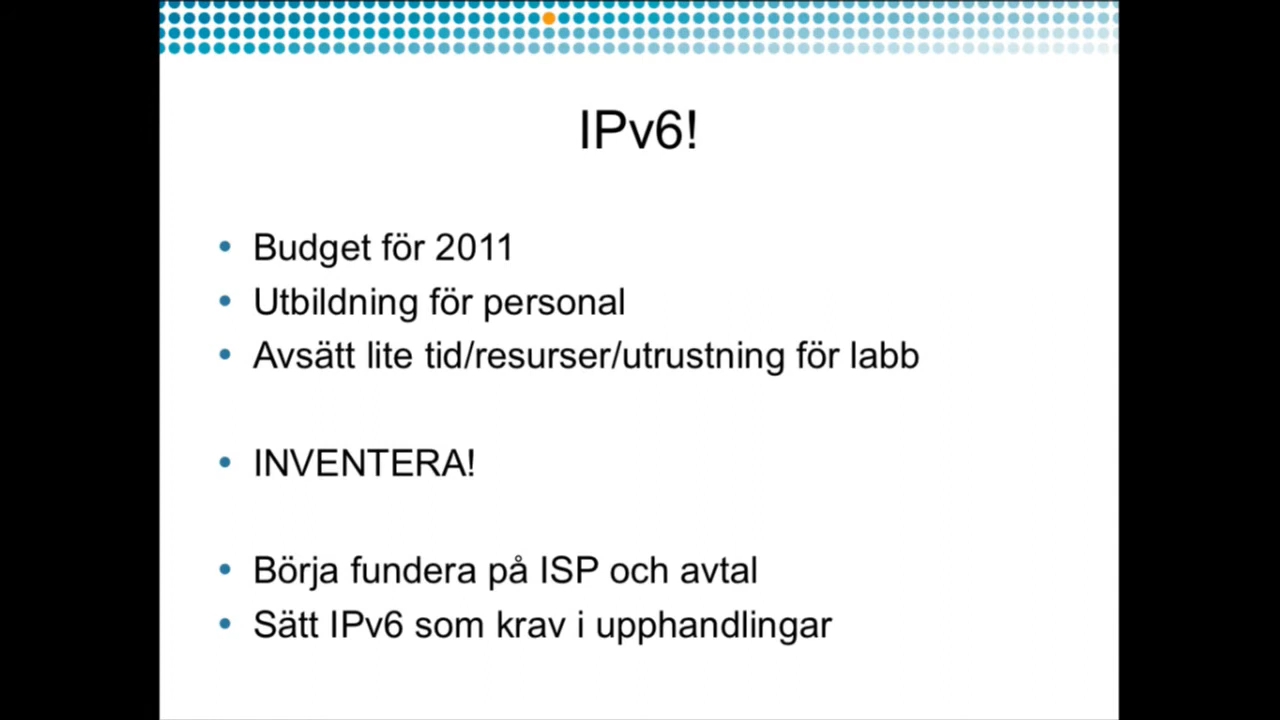 IPv6!
• Budget för 2011
• Utbildning för personal
• Avsätt lite tid/resurser/utrustning för labb
• INVENTERA!
• Börja fundera på ISP och avtal
• Sätt IPv6 som krav i upphandlingar